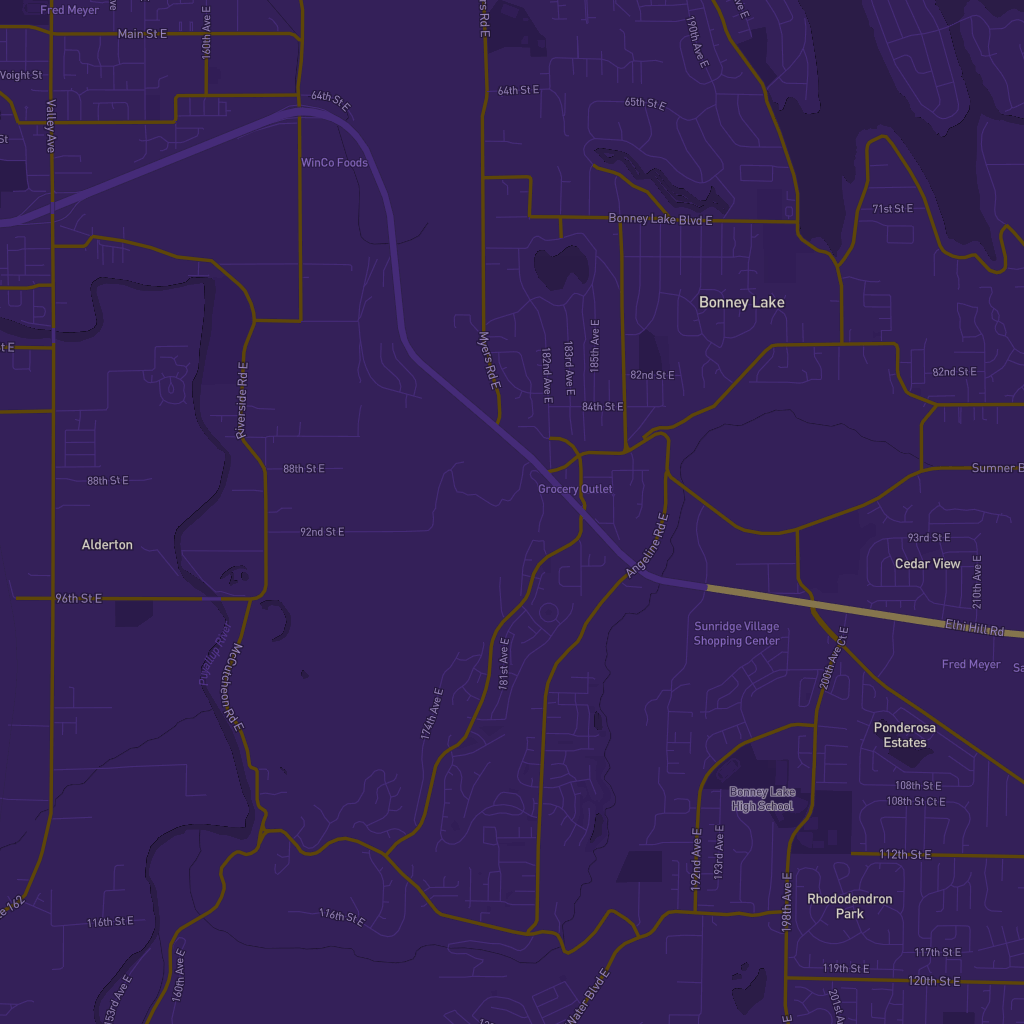 Fred Meyer
Main St E
160th Ave E
190th Ave E
Voight St
64th St E
64th St E
65th St E
Valley Ave
WinCo Foods
71st St E
Bonney Lake Blvd E
Bonney Lake
Myers Rd E
182nd Ave E
183rd Ave E
185th Ave E
82nd St E
82nd St E
84th St E
Riverside Rd E
88th St E
88th St E
Grocery Outlet
92nd St E
Angeline Rd E
93rd St E
Alderton
Cedar View
210th Ave E
96th St E
Elhi Hill Rd
Sunridge Village
Shopping Center
Puyallup River
McCutcheon Rd E
181st Ave E
200th Ave Ct E
Fred Meyer
174th Ave E
Ponderosa
Estates
108th St E
108th St Ct E
Bonney Lake
High School
192nd Ave E
193rd Ave E
112th St E
198th Ave E
Rhododendron
Park
116th St E
116th St E
117th St E
119th St E
120th St E
160th Ave E
153rd Ave E
Water Blvd E